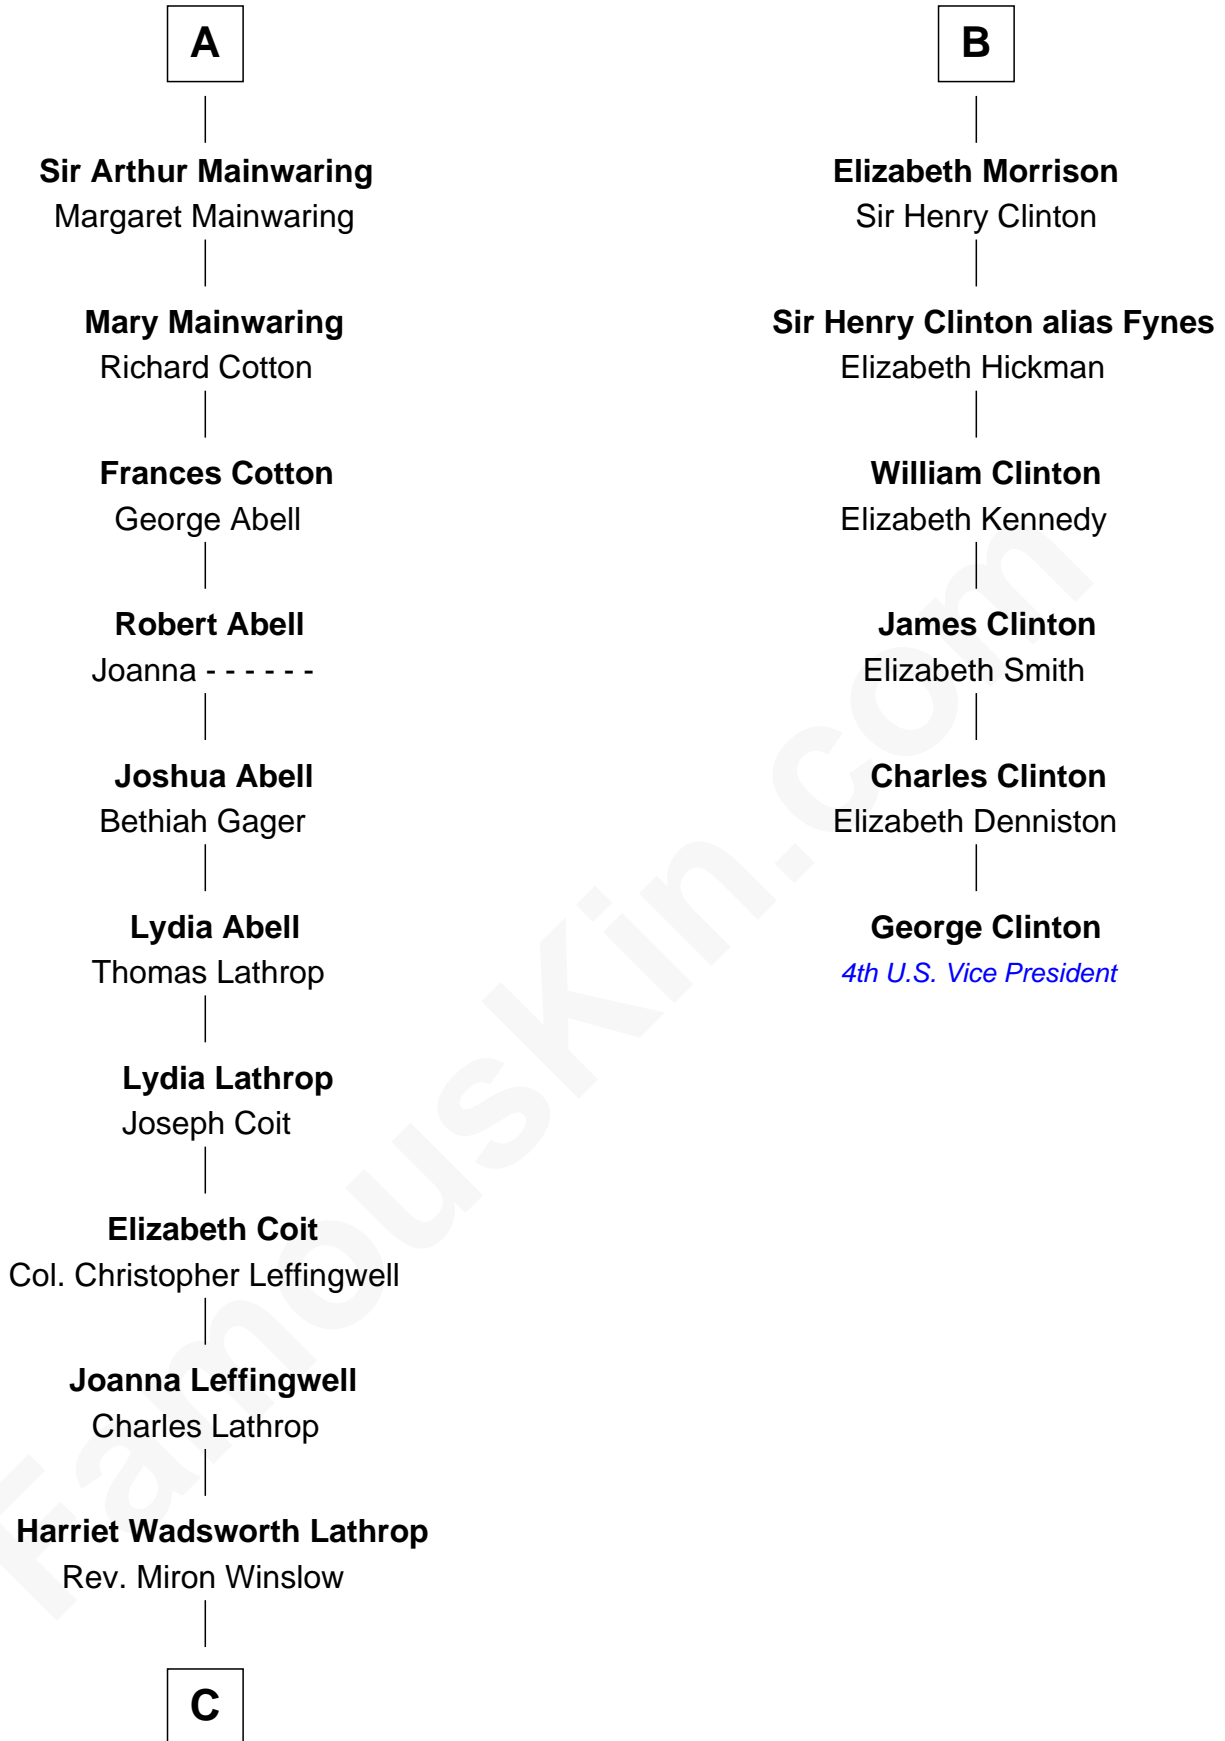 A
Sir Arthur Mainwaring
Margaret Mainwaring
Mary Mainwaring
Richard Cotton
Frances Cotton
George Abell
Robert Abell
Joanna - - - - - -
Joshua Abell
Bethiah Gager
Lydia Abell
Thomas Lathrop
Lydia Lathrop
Joseph Coit
Elizabeth Coit
Col. Christopher Leffingwell
Joanna Leffingwell
Charles Lathrop
Harriet Wadsworth Lathrop
Rev. Miron Winslow
C
B
Elizabeth Morrison
Sir Henry Clinton
Sir Henry Clinton alias Fynes
Elizabeth Hickman
William Clinton
Elizabeth Kennedy
James Clinton
Elizabeth Smith
Charles Clinton
Elizabeth Denniston
George Clinton
4th U.S. Vice President
FamousKin.com